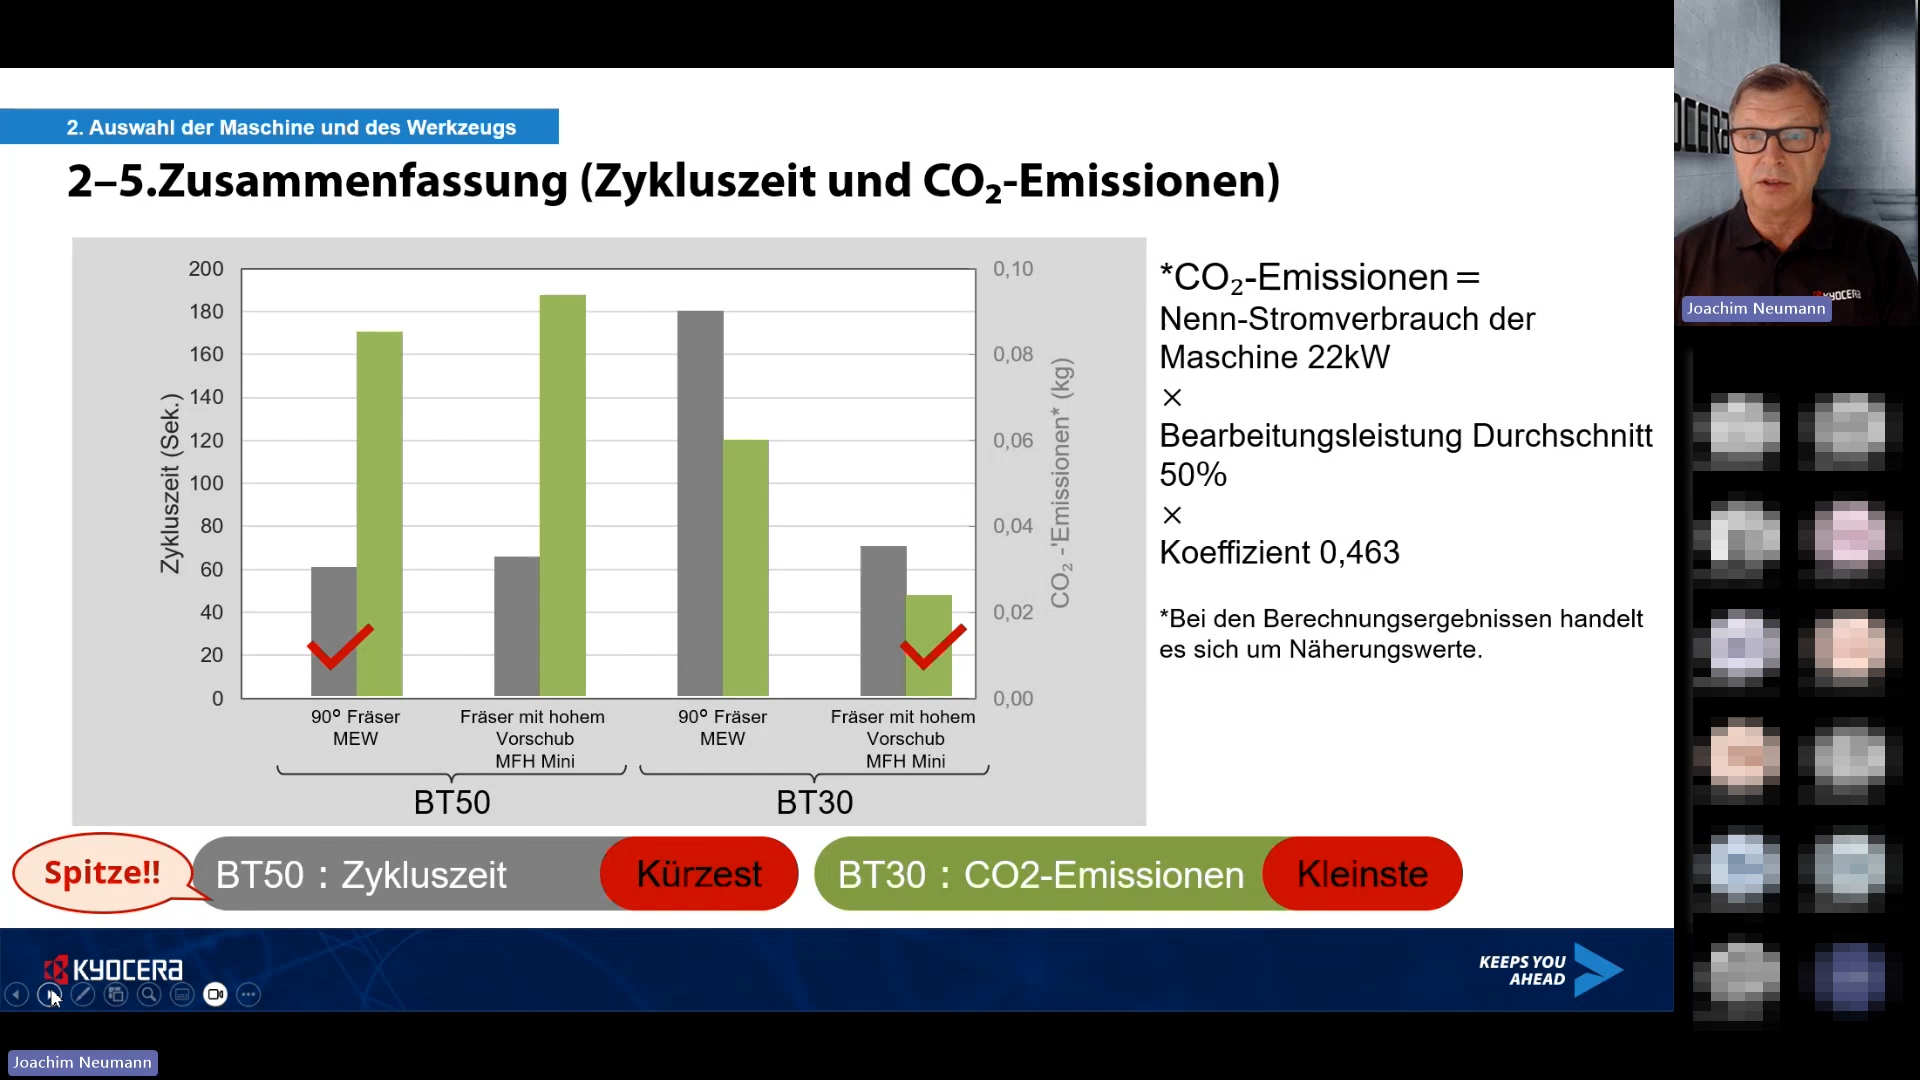 2. Auswahl der Maschine und des Werkzeugs
2–5.Zusammenfassung (Zykluszeit und CO₂-Emissionen)
Zykluszeit (Sek.)
200
180
160
140
120
100
80
60
40
20
0
0,10
0,08
0,06
0,04
0,02
0,00
CO₂ -'Emissionen* (kg)
90° Fräser
MEW
Fräser mit hohem
Vorschub
MFH Mini
90° Fräser
MEW
Fräser mit hohem
Vorschub
MFH Mini
BT50
BT30
*CO₂-Emissionen =
Nenn-Stromverbrauch der
Maschine 22kW
×
Bearbeitungsleistung Durchschnitt
50%
×
Koeffizient 0,463
*Bei den Berechnungsergebnissen handelt
es sich um Näherungswerte.
Spitze!!
BT50 : Zykluszeit
Kürzest
BT30 : CO2-Emissionen
Kleinste
KYOCERA
KEEPS YOU
AHEAD
OCERA
KYOCERA
Joachim Neumann
Joachim Neumann